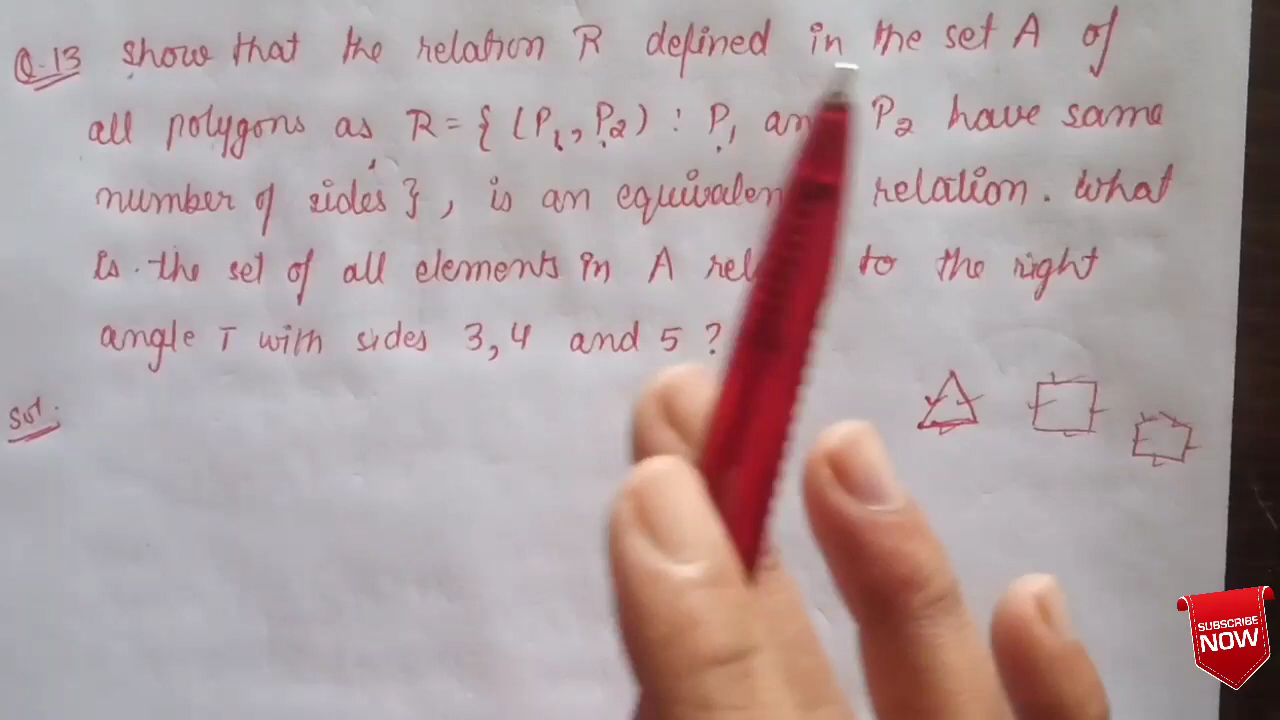 Q.13 Show that the relation R defined in the set A of
all polygons as R = { (P1, P2) : P1 an P2 have same
number of sides }, is an equivalen relation. What
is the set of all elements in A rel to the right
angle T with sides 3, 4 and 5 ?
Sol.
SUBSCRIBE
NOW